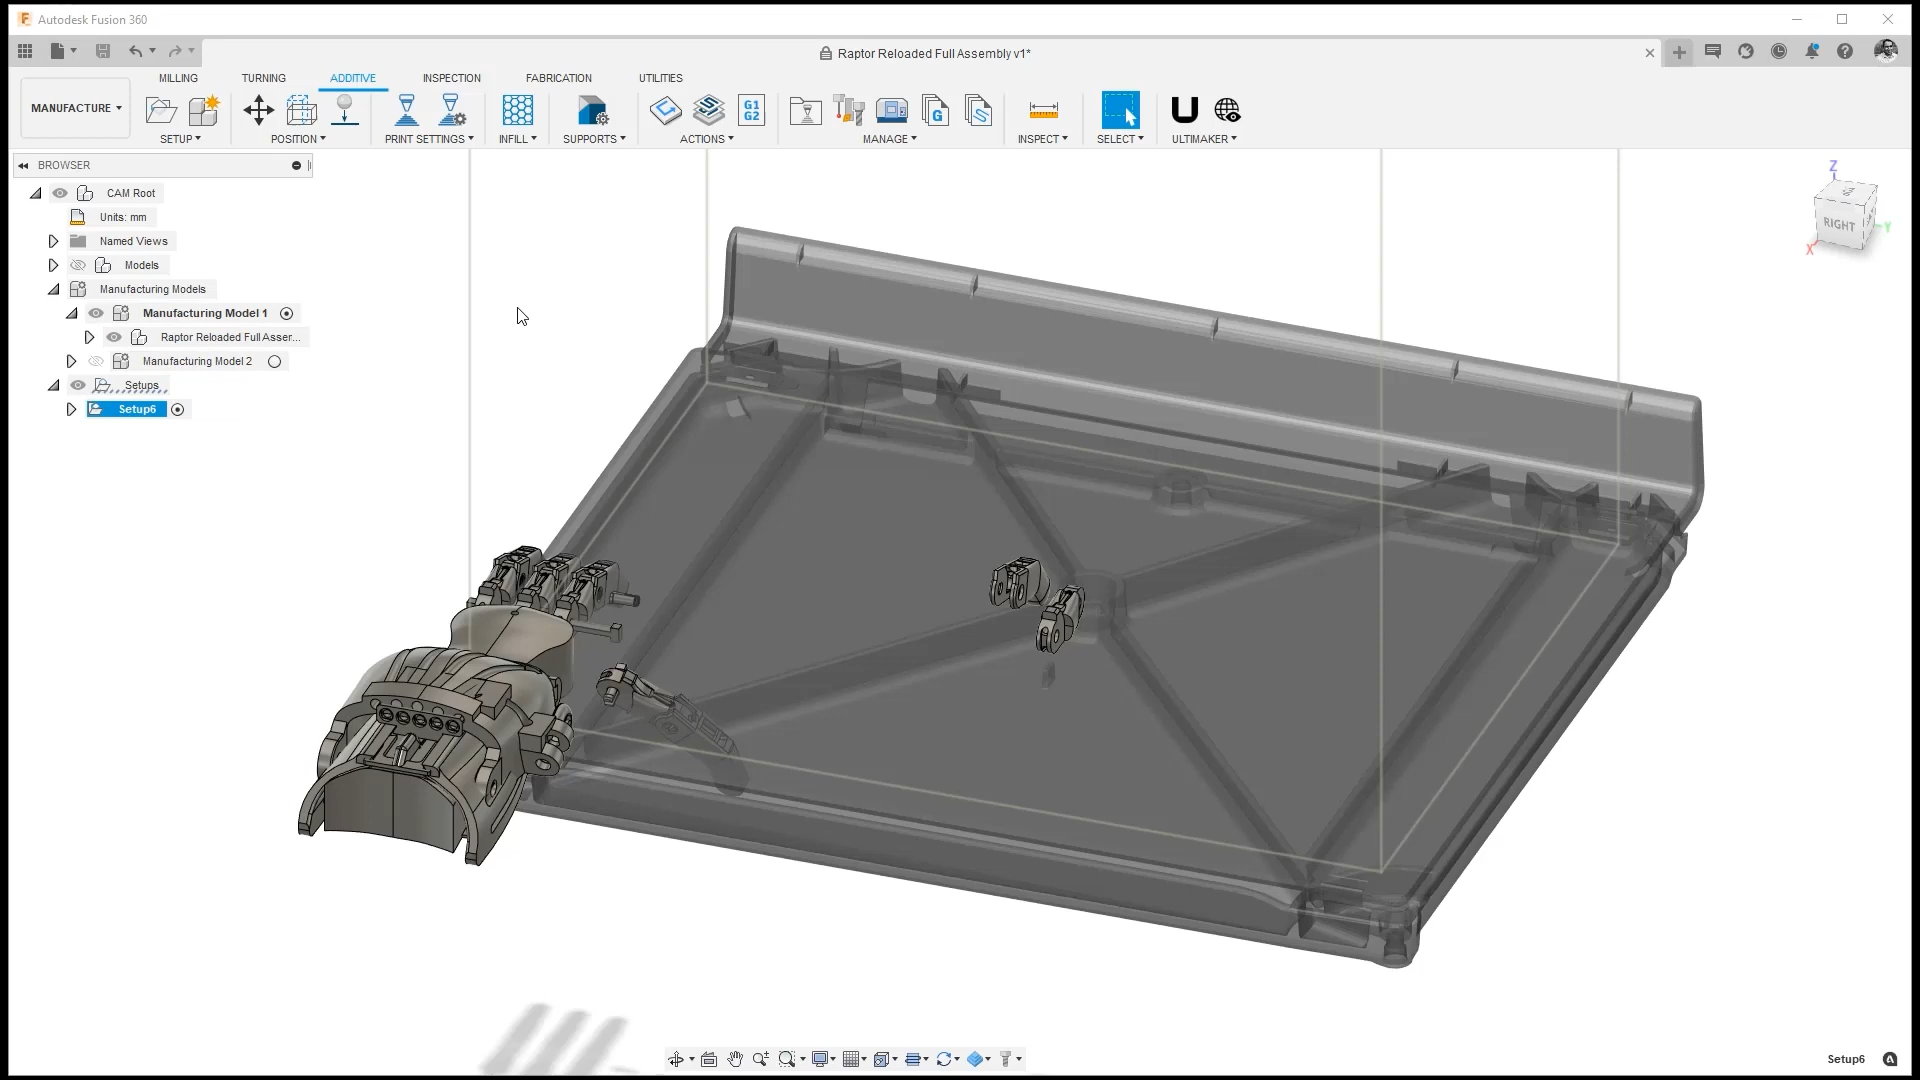 Autodesk Fusion 360
Raptor Reloaded Full Assembly v1*
MILLING TURNING ADDITIVE INSPECTION FABRICATION UTILITIES
MANUFACTURE
G1
G2
G
SETUP POSITION PRINT SETTINGS INFILL SUPPORTS ACTIONS MANAGE INSPECT SELECT ULTIMAKER
BROWSER
CAM Root
Units: mm
Named Views
Models
Manufacturing Models
Manufacturing Model 1
Raptor Reloaded Full Asser...
Manufacturing Model 2
Setups
Setup6
Z
RIGHT
Y
X
Setup6